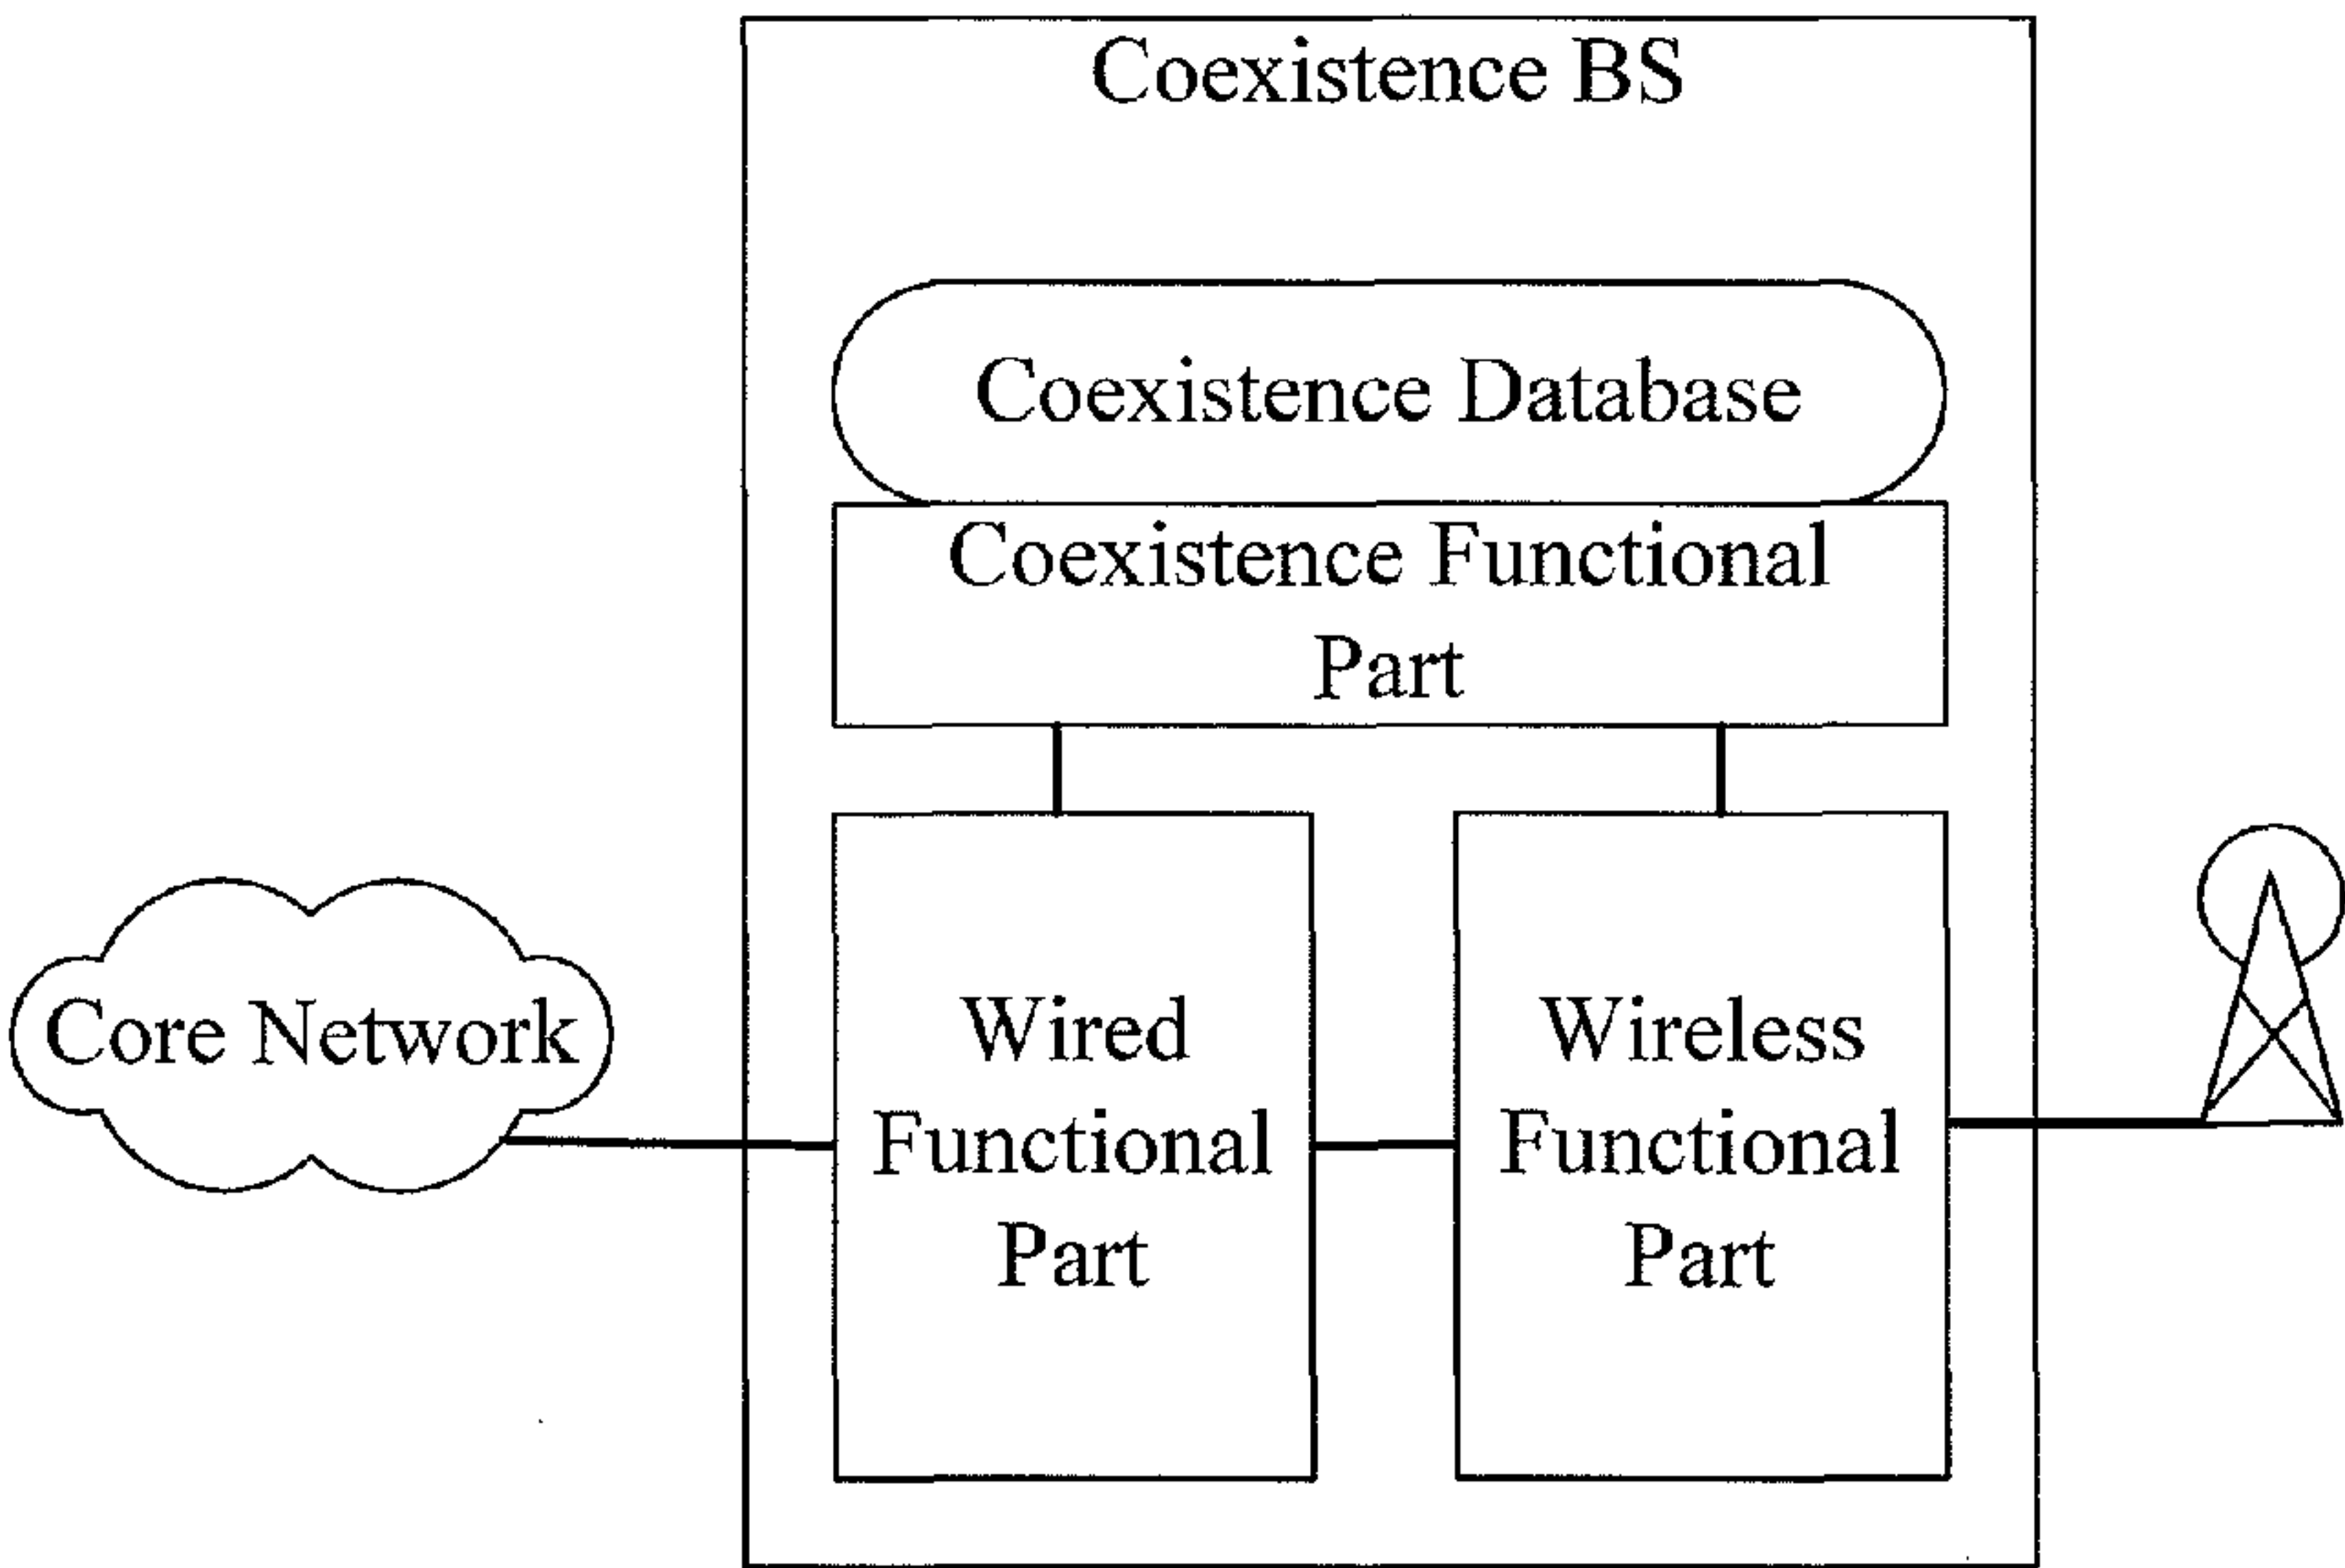 Coexistence BS
Coexistence Database
Coexistence Functional
Part
Core Network
Wired
Functional
Part
Wireless
Functional
Part